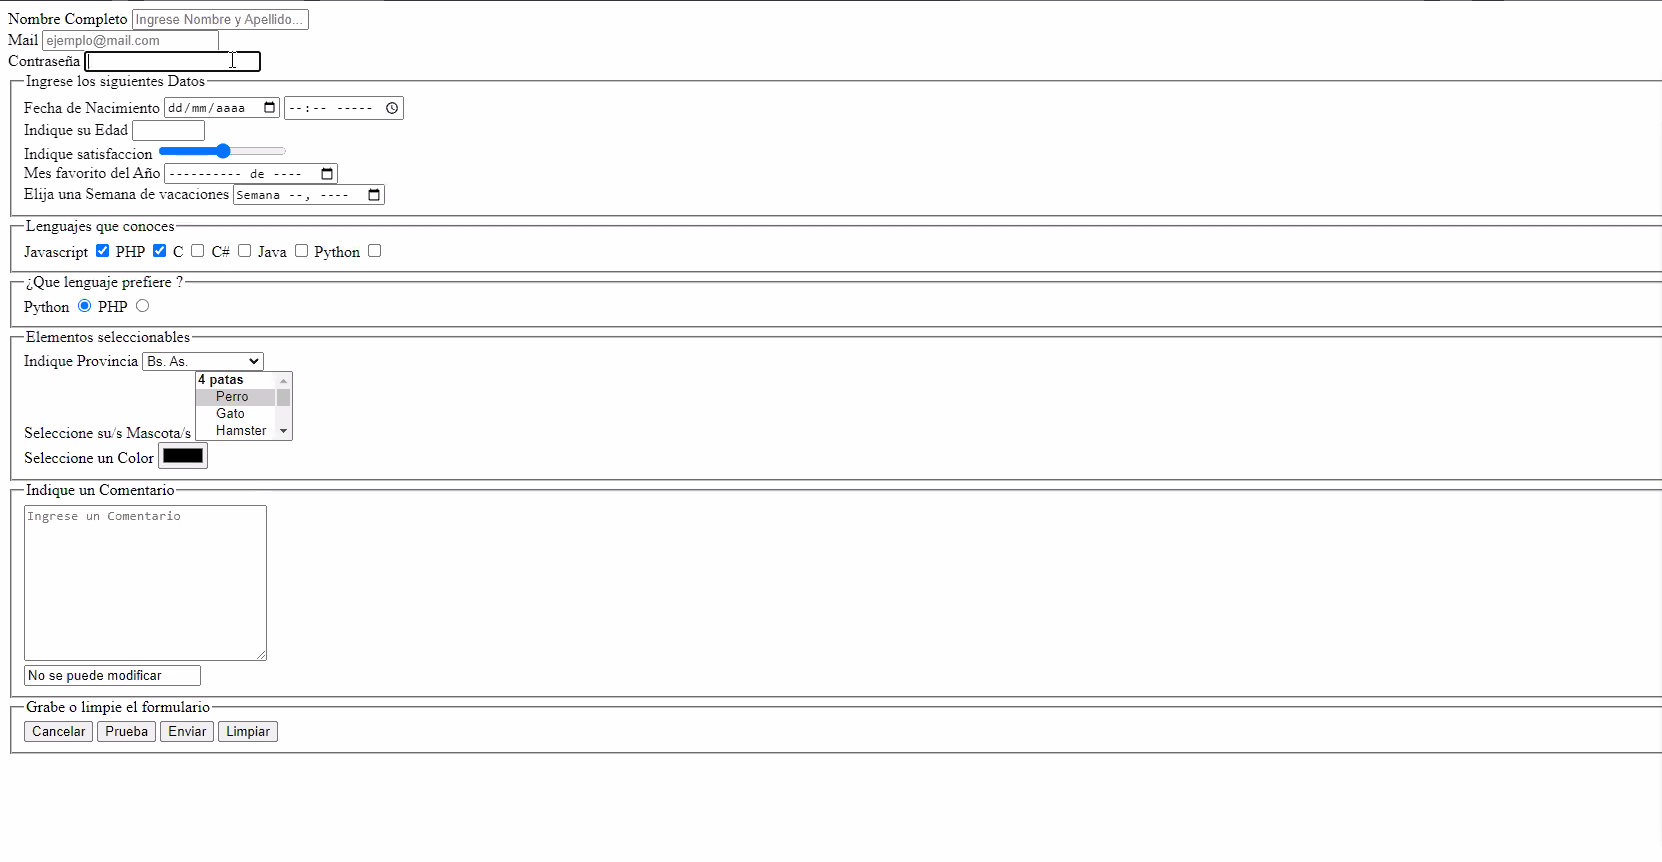 Nombre Completo Ingrese Nombre y Apellido...
Mail ejemplo@mail.com
Contraseña
Ingrese los siguientes Datos
Fecha de Nacimiento dd/mm/aaaa --:-- -----
Indique su Edad
Indique satisfaccion
Mes favorito del Año ---------- de ----
Elija una Semana de vacaciones Semana --, ----
Lenguajes que conoces
Javascript PHP C C# Java Python
¿Que lenguaje prefiere ?
Python PHP
Elementos seleccionables
Indique Provincia Bs. As.
4 patas
Perro
Gato
Hamster
Seleccione su/s Mascota/s
Seleccione un Color
Indique un Comentario
Ingrese un Comentario
No se puede modificar
Grabe o limpie el formulario
Cancelar Prueba Enviar Limpiar